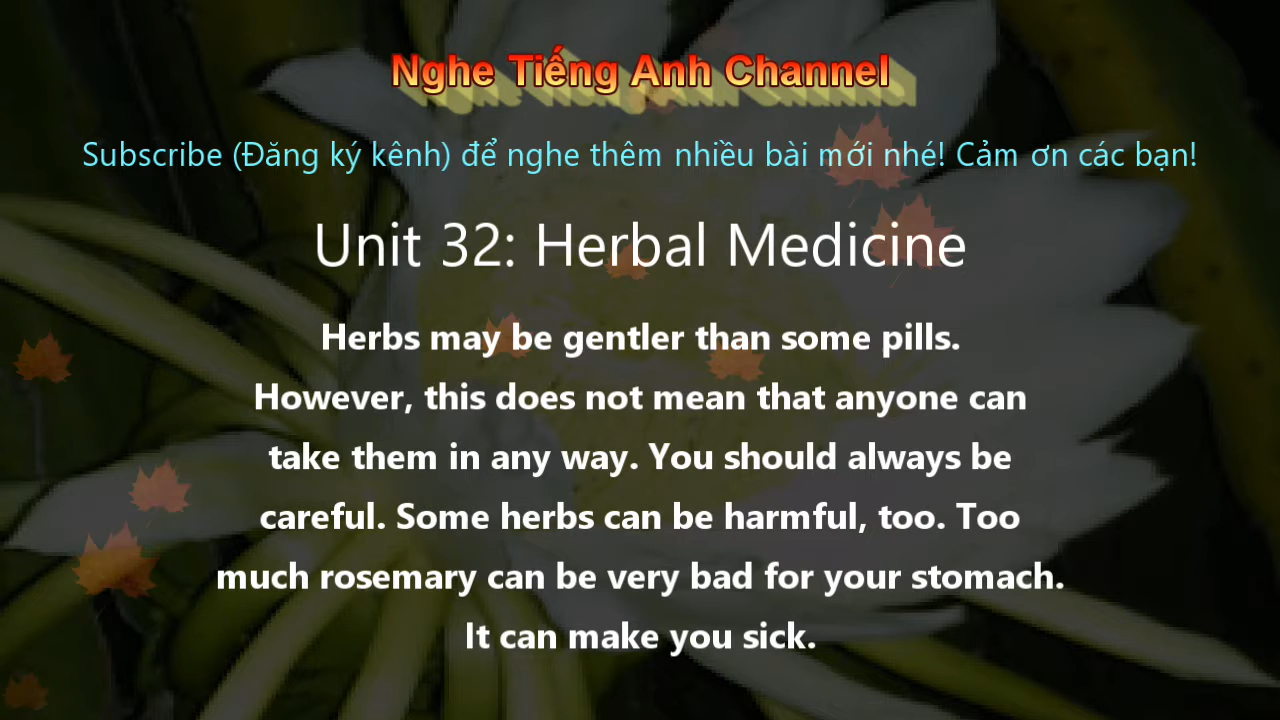 Nghe Tiếng Anh Channel
Subscribe (Đăng ký kênh) để nghe thêm nhiều bài mới nhé! Cảm ơn các bạn!
Unit 32: Herbal Medicine
Herbs may be gentler than some pills.
However, this does not mean that anyone can
take them in any way. You should always be
careful. Some herbs can be harmful, too. Too
much rosemary can be very bad for your stomach.
It can make you sick.